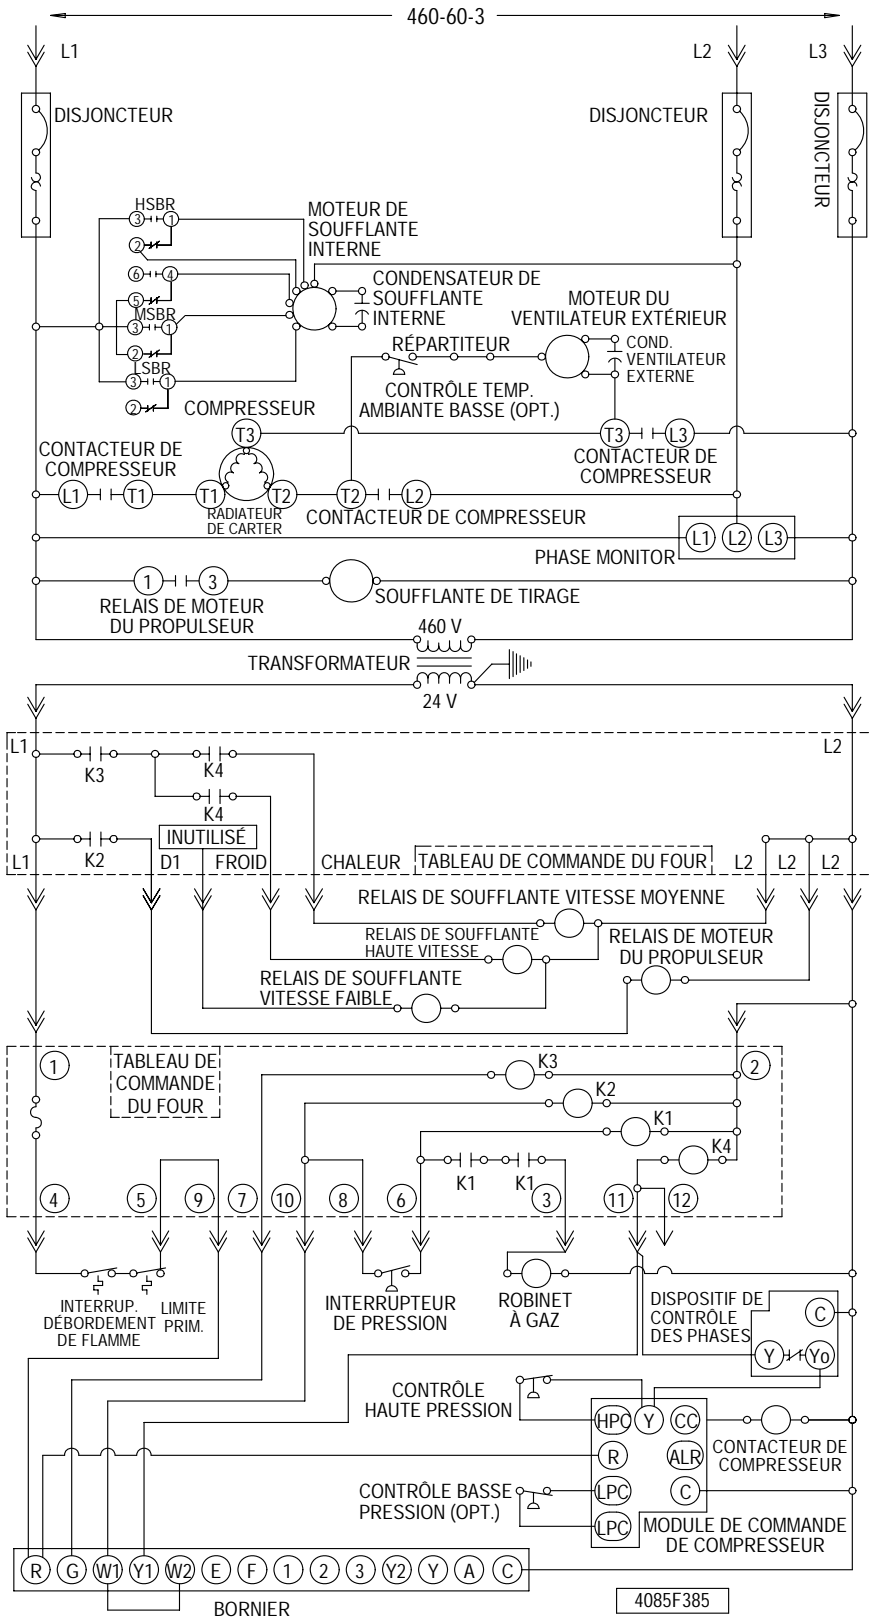 460-60-3
L1
L2
L3
DISJONCTEUR
DISJONCTEUR
DISJONCTEUR
HSBR
3
1
2
6
4
5
MSBR
3
1
2
LSBR
3
1
2
MOTEUR DE
SOUFFLANTE
INTERNE
CONDENSATEUR DE
SOUFFLANTE
INTERNE
MOTEUR DU
VENTILATEUR EXTÉRIEUR
RÉPARTITEUR
COND.
VENTILATEUR
EXTERNE
CONTRÔLE TEMP.
AMBIANTE BASSE (OPT.)
COMPRESSEUR
T3
T3
L3
CONTACTEUR DE
COMPRESSEUR
CONTACTEUR DE
COMPRESSEUR
L1
T1
T1
T2
T2
L2
RADIATEUR
DE CARTER
CONTACTEUR DE COMPRESSEUR
L1
L2
L3
PHASE MONITOR
1
3
RELAIS DE MOTEUR
DU PROPULSEUR
SOUFFLANTE DE TIRAGE
460 V
TRANSFORMATEUR
24 V
L1
L2
K3
K4
K4
K2
INUTILISÉ
L1
D1
FROID
CHALEUR
TABLEAU DE COMMANDE DU FOUR
L2
L2
L2
RELAIS DE SOUFFLANTE VITESSE MOYENNE
RELAIS DE SOUFFLANTE
HAUTE VITESSE
RELAIS DE MOTEUR
DU PROPULSEUR
RELAIS DE SOUFFLANTE
VITESSE FAIBLE
1
TABLEAU DE
COMMANDE
DU FOUR
K3
2
K2
K1
K4
K1
K1
4
5
9
7
10
8
6
3
11
12
INTERRUP.
DÉBORDEMENT
DE FLAMME
LIMITE
PRIM.
INTERRUPTEUR
DE PRESSION
ROBINET
À GAZ
DISPOSITIF DE
CONTRÔLE
DES PHASES
C
Y
Yo
CONTRÔLE
HAUTE PRESSION
HPC
Y
CC
R
ALR
LPC
C
LPC
CONTACTEUR DE
COMPRESSEUR
CONTRÔLE BASSE
PRESSION (OPT.)
MODULE DE COMMANDE
DE COMPRESSEUR
R
G
W1
Y1
W2
E
F
1
2
3
Y2
Y
A
C
BORNIER
4085F385